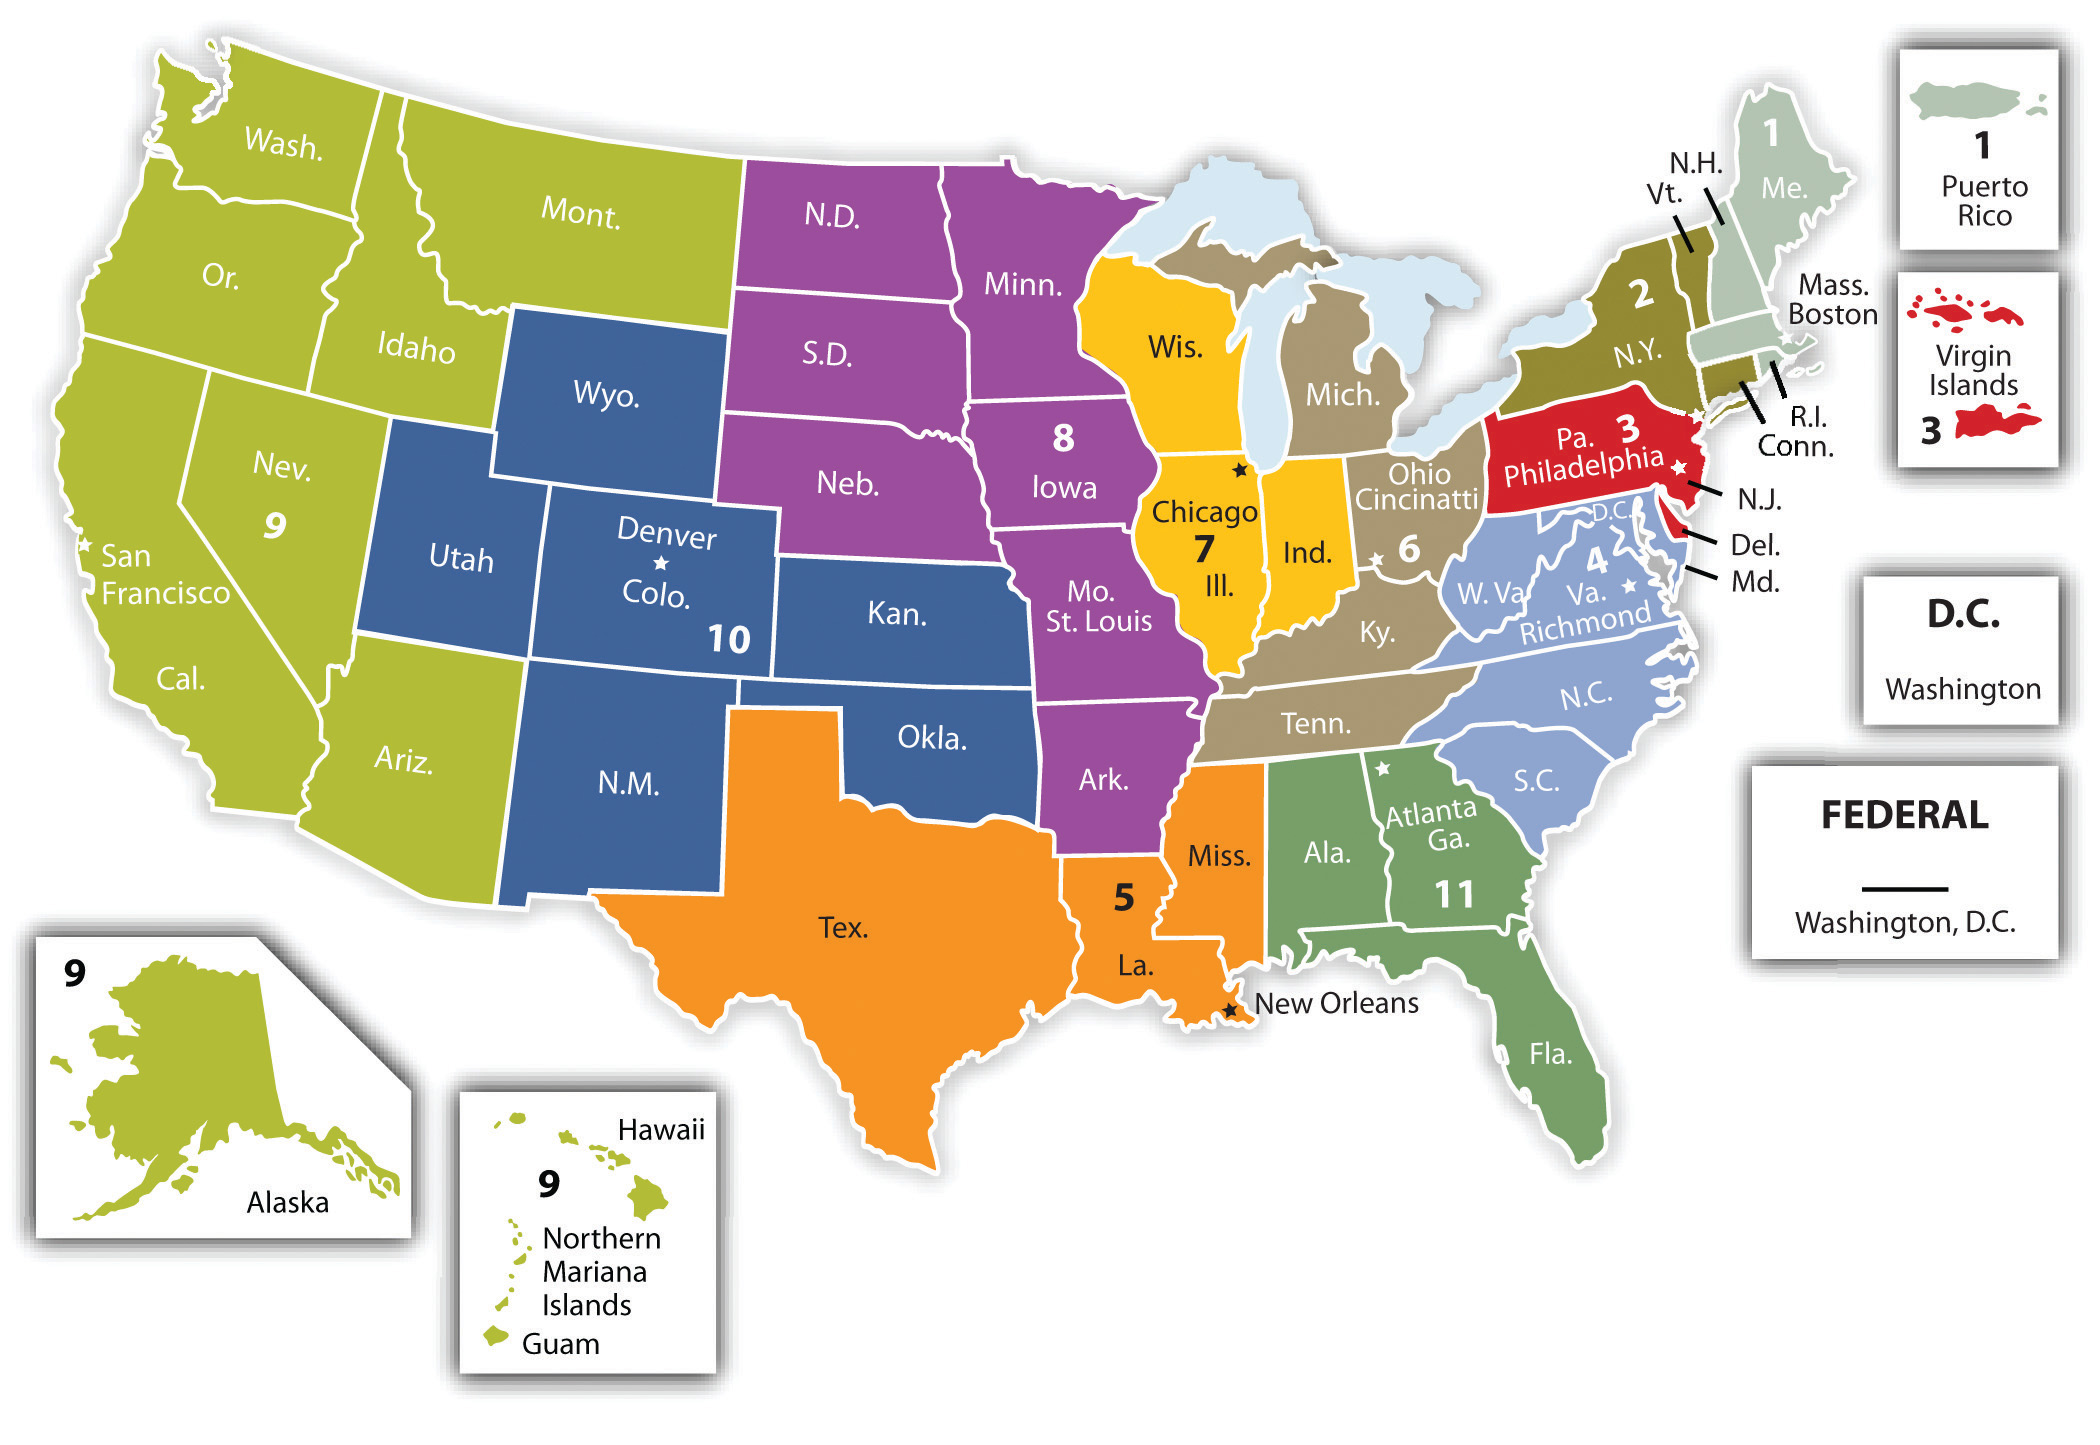 Wash.
Or.
Idaho
Mont.
Nev.
9
San
Francisco
Cal.
Ariz.
Wyo.
Utah
Denver
Colo.
10
Kan.
N.M.
Okla.
N.D.
S.D.
Neb.
Minn.
8
Iowa
Mo.
St. Louis
Ark.
Tex.
5
La.
Miss.
New Orleans
Wis.
Chicago
7
Ill.
Ind.
Mich.
Ohio
Cincinatti
6
Ky.
Tenn.
Ala.
Atlanta
Ga.
11
Fla.
S.C.
N.C.
W. Va
4
Va.
Richmond
D.C.
Pa. 3
Philadelphia
N.J.
Del.
Md.
2
N.Y.
Vt.
N.H.
1
Me.
Mass.
Boston
R.I.
Conn.
1
Puerto
Rico
Virgin
Islands
3
D.C.
Washington
FEDERAL
Washington, D.C.
9
Alaska
Hawaii
9
Northern
Mariana
Islands
Guam